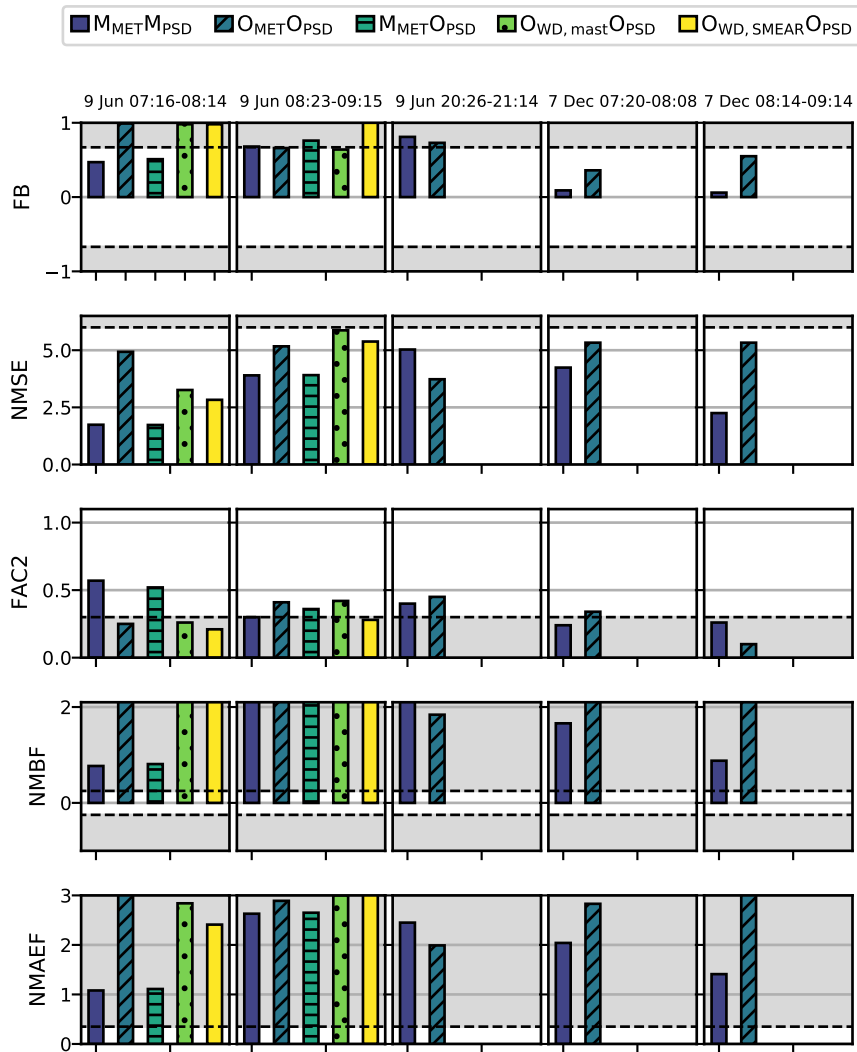 M_MET M_PSD O_MET O_PSD M_MET O_PSD O_WD, mast O_PSD O_WD, SMEAR O_PSD
9 Jun 07:16-08:14 9 Jun 08:23-09:15 9 Jun 20:26-21:14 7 Dec 07:20-08:08 7 Dec 08:14-09:14
FB
1
0
−1
NMSE
5.0
2.5
0.0
FAC2
1.0
0.5
0.0
NMBF
2
0
NMAEF
3
2
1
0